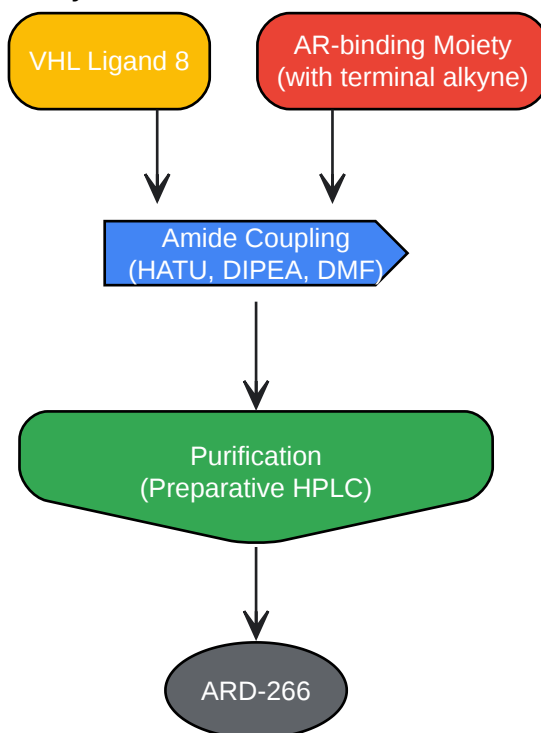 VHL Ligand 8
AR-binding Moiety
(with terminal alkyne)
Amide Coupling
(HATU, DIPEA, DMF)
Purification
(Preparative HPLC)
ARD-266